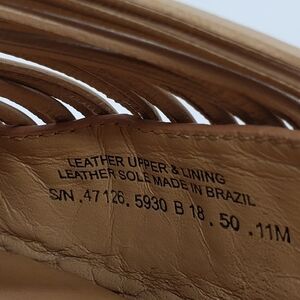 LEATHER UPPER & LINING
LEATHER SOLE MADE IN BRAZIL
S/N .47126. 5930 B 18 . 50 .11M